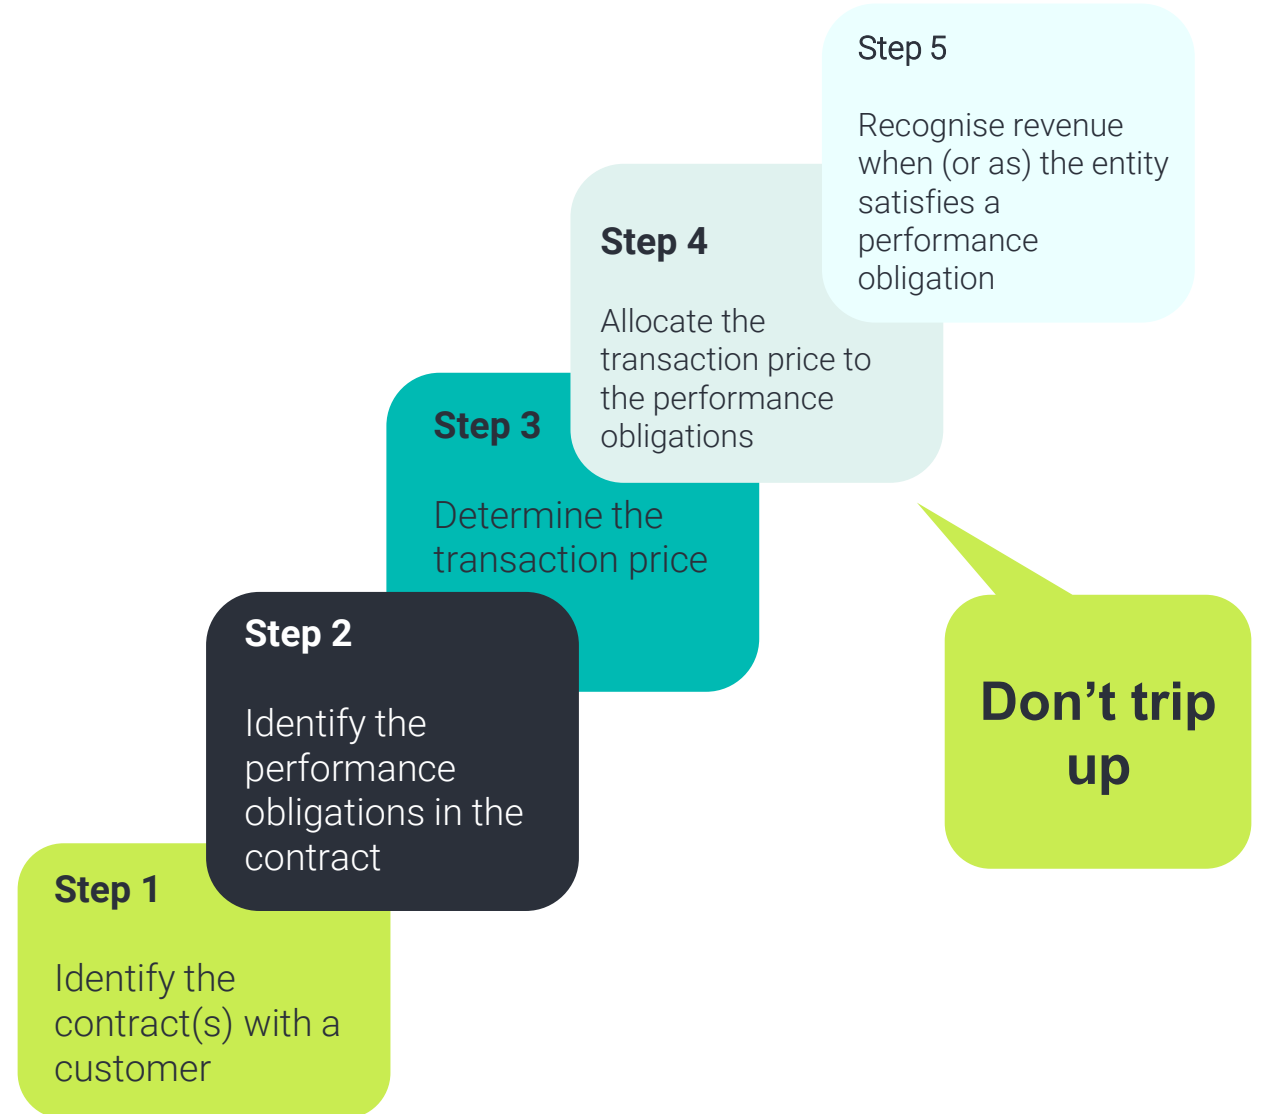 Step 5
Recognise revenue
when (or as) the entity
satisfies a
performance
obligation
Step 4
Allocate the
transaction price to
the performance
obligations
Step 3
Determine the
transaction price
Step 2
Identify the
performance
obligations in the
contract
Step 1
Identify the
contract(s) with a
customer
Don’t trip
up